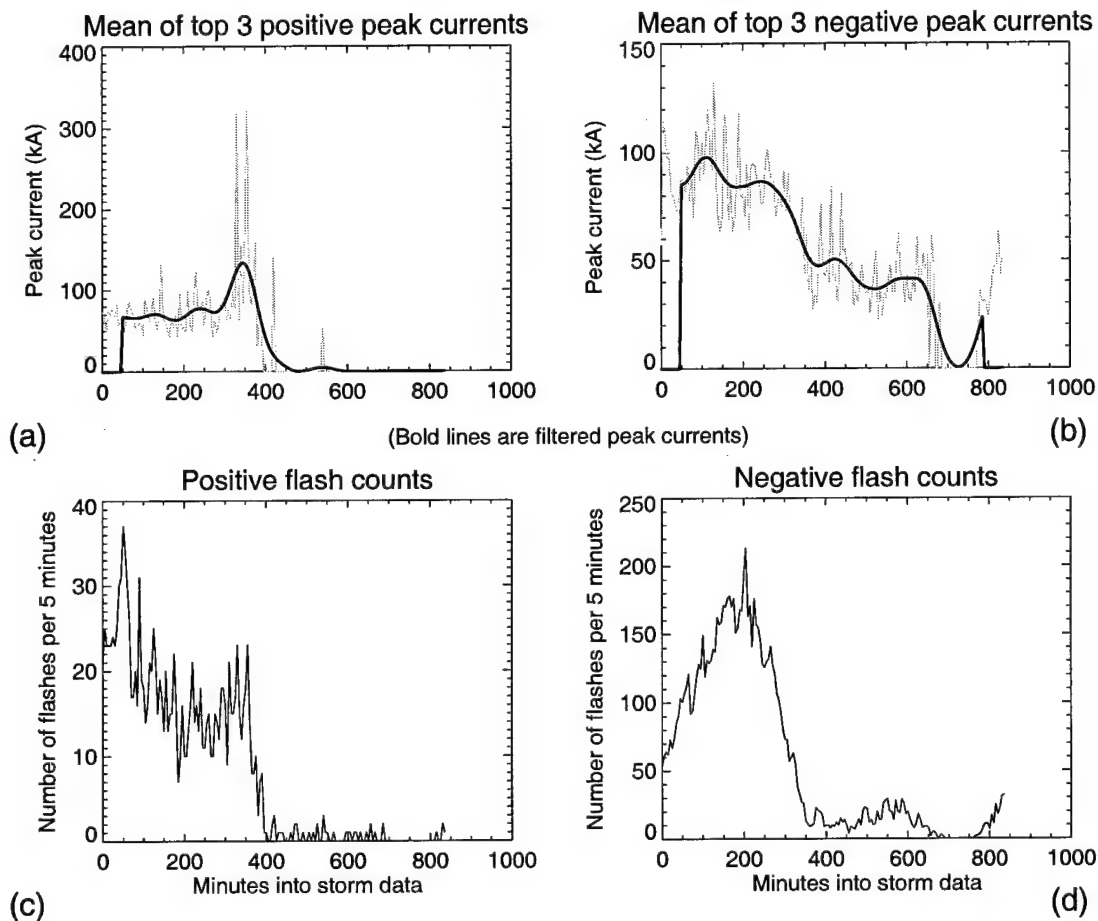 Mean of top 3 positive peak currents
Peak current (kA)
400
300
200
100
0
0 200 400 600 800 1000
(a)
Mean of top 3 negative peak currents
Peak current (kA)
150
100
50
0
0 200 400 600 800 1000
(b)
(Bold lines are filtered peak currents)
Positive flash counts
Number of flashes per 5 minutes
40
30
20
10
0
0 200 400 600 800 1000
Minutes into storm data
(c)
Negative flash counts
Number of flashes per 5 minutes
250
200
150
100
50
0
0 200 400 600 800 1000
Minutes into storm data
(d)